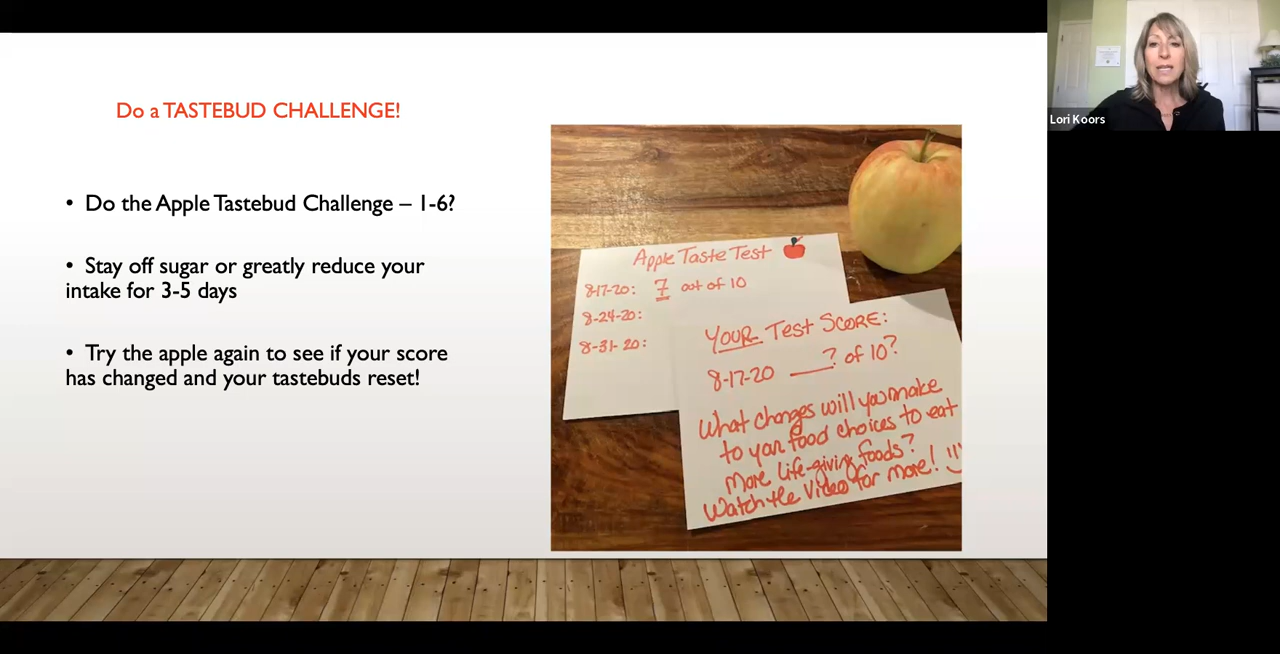 Do a TASTEBUD CHALLENGE!
• Do the Apple Tastebud Challenge – 1-6?
• Stay off sugar or greatly reduce your
intake for 3-5 days
• Try the apple again to see if your score
has changed and your tastebuds reset!
Apple Taste Test
8-17-20: 7 out of 10
8-24-20:
8-31-20:
YOUR TEST SCORE:
8-17-20 ___? of 10?
What changes will you make
to your food choices to eat
More life-giving foods?
Watch the Video for more!
Lori Koors